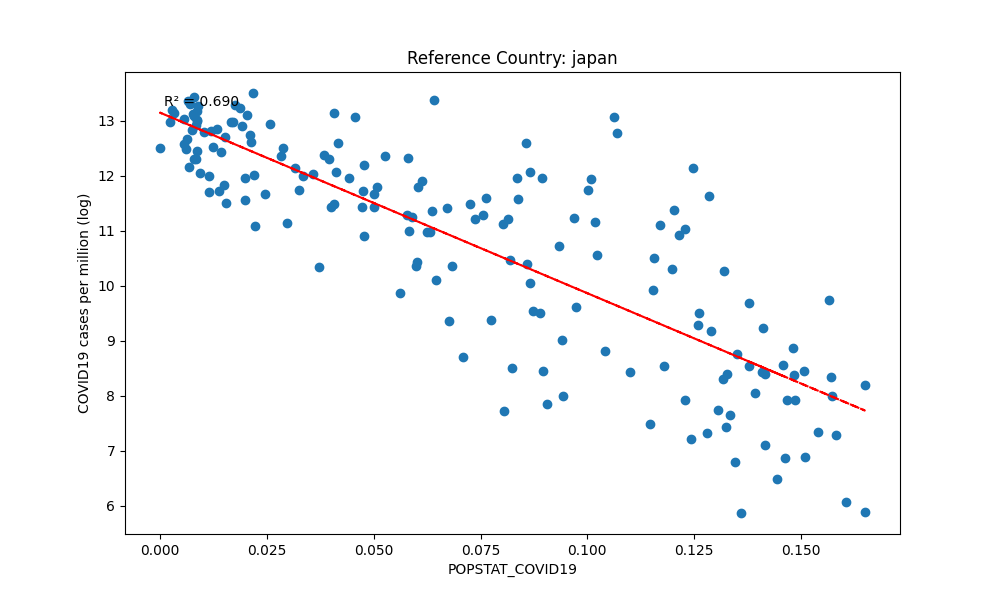 Reference Country: japan
R² = 0.690
COVID19 cases per million (log)
13
12
11
10
9
8
7
6
0.000 0.025 0.050 0.075 0.100 0.125 0.150
POPSTAT_COVID19